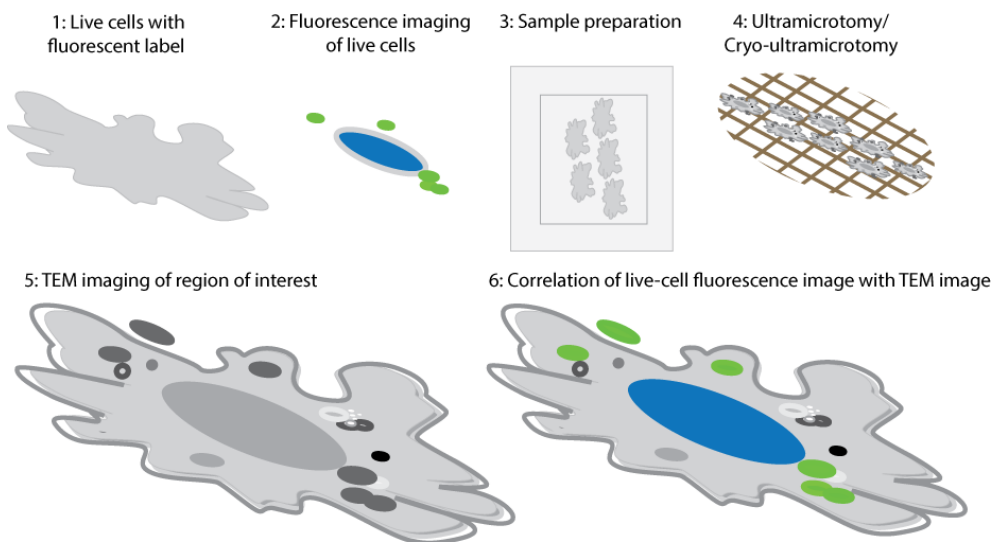 1: Live cells with
fluorescent label
2: Fluorescence imaging
of live cells
3: Sample preparation
4: Ultramicrotomy/
Cryo-ultramicrotomy
5: TEM imaging of region of interest
6: Correlation of live-cell fluorescence image with TEM image